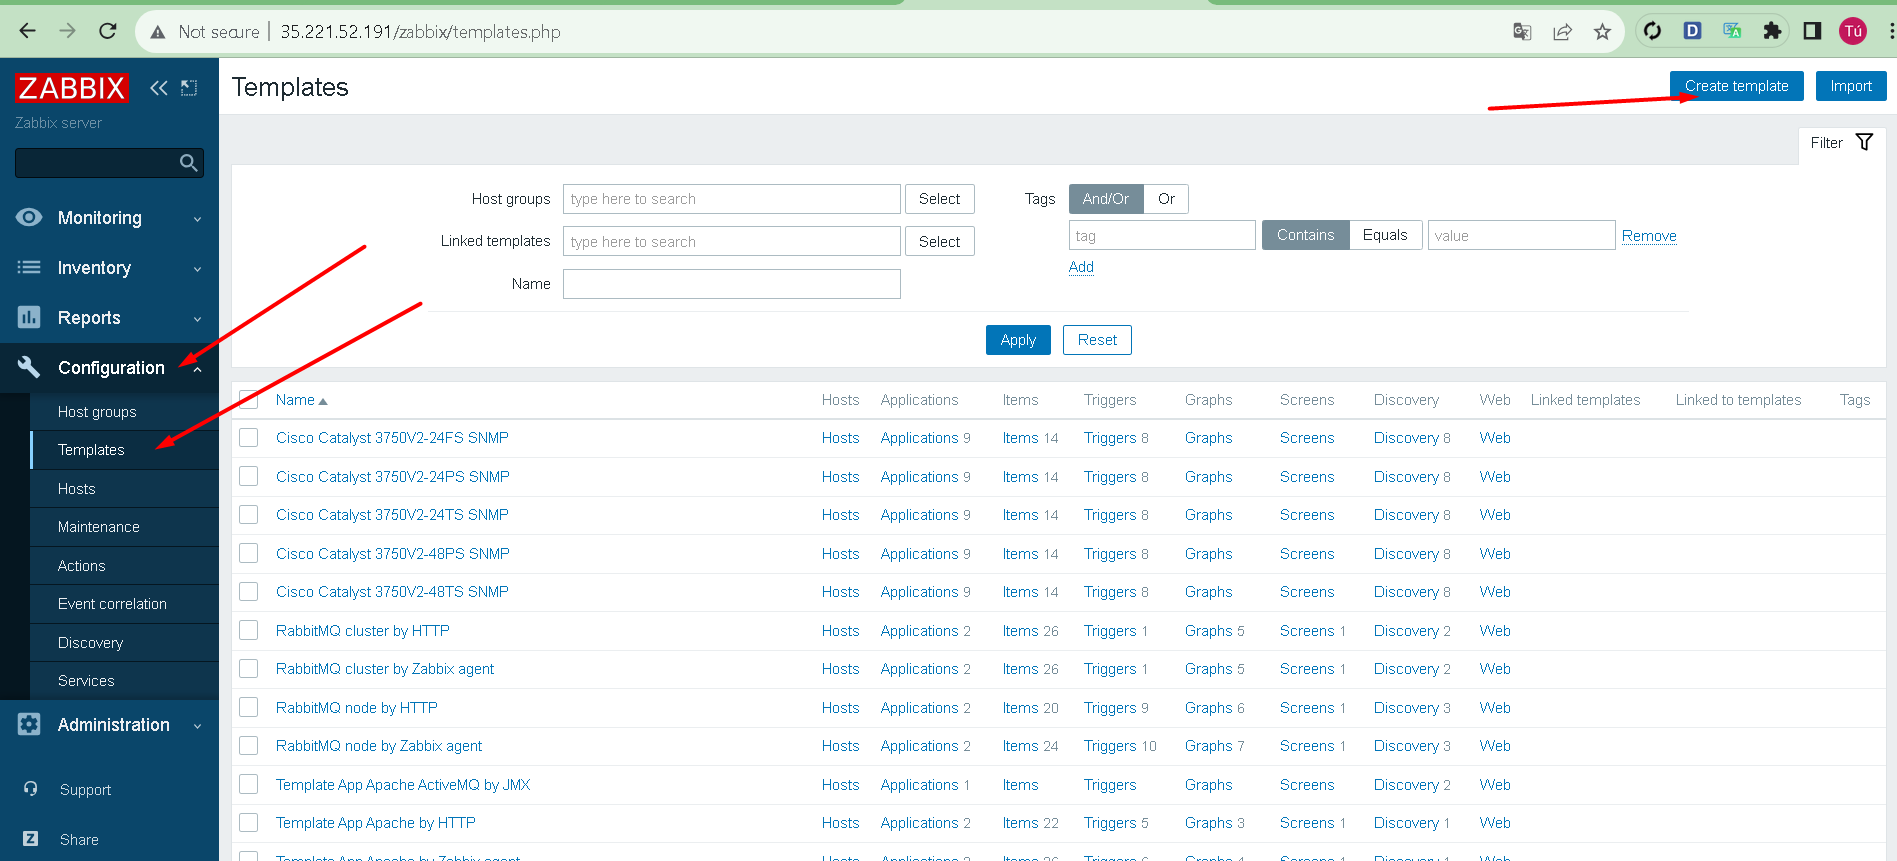 Not secure | 35.221.52.191/zabbix/templates.php
Tú
ZABBIX
Zabbix server
Monitoring
Inventory
Reports
Configuration
Host groups
Templates
Hosts
Maintenance
Actions
Event correlation
Discovery
Services
Administration
Support
Share
Templates
Create template Import
Filter
Host groups type here to search Select
Linked templates type here to search Select
Name
Tags And/Or Or
tag Contains Equals value Remove
Add
Apply Reset
Name Hosts Applications Items Triggers Graphs Screens Discovery Web Linked templates Linked to templates Tags
Cisco Catalyst 3750V2-24FS SNMP Hosts Applications 9 Items 14 Triggers 8 Graphs Screens Discovery 8 Web
Cisco Catalyst 3750V2-24PS SNMP Hosts Applications 9 Items 14 Triggers 8 Graphs Screens Discovery 8 Web
Cisco Catalyst 3750V2-24TS SNMP Hosts Applications 9 Items 14 Triggers 8 Graphs Screens Discovery 8 Web
Cisco Catalyst 3750V2-48PS SNMP Hosts Applications 9 Items 14 Triggers 8 Graphs Screens Discovery 8 Web
Cisco Catalyst 3750V2-48TS SNMP Hosts Applications 9 Items 14 Triggers 8 Graphs Screens Discovery 8 Web
RabbitMQ cluster by HTTP Hosts Applications 2 Items 26 Triggers 1 Graphs 5 Screens 1 Discovery 2 Web
RabbitMQ cluster by Zabbix agent Hosts Applications 2 Items 26 Triggers 1 Graphs 5 Screens 1 Discovery 2 Web
RabbitMQ node by HTTP Hosts Applications 2 Items 20 Triggers 9 Graphs 6 Screens 1 Discovery 3 Web
RabbitMQ node by Zabbix agent Hosts Applications 2 Items 24 Triggers 10 Graphs 7 Screens 1 Discovery 3 Web
Template App Apache ActiveMQ by JMX Hosts Applications 1 Items Triggers Graphs Screens Discovery 2 Web
Template App Apache by HTTP Hosts Applications 2 Items 22 Triggers 5 Graphs 3 Screens 1 Discovery 1 Web